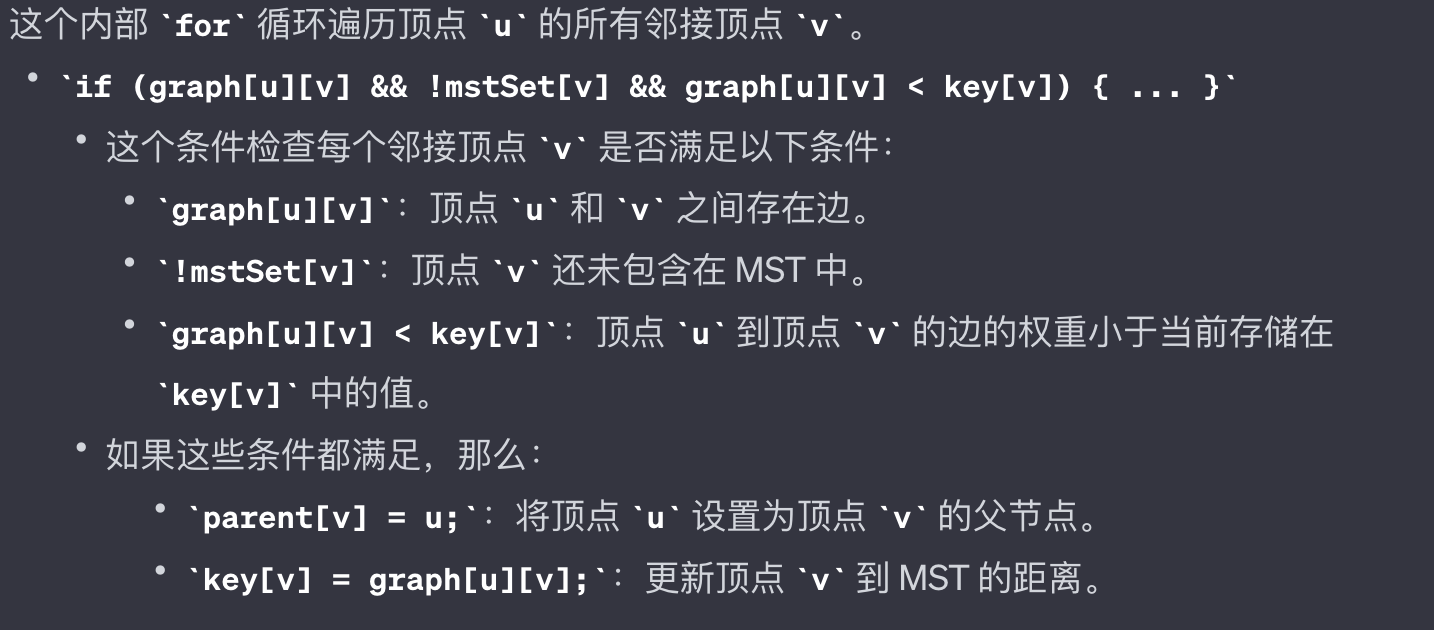 这个内部 `for` 循环遍历顶点 `u` 的所有邻接顶点 `v`。
• `if (graph[u][v] && !mstSet[v] && graph[u][v] < key[v]) { ... }`
• 这个条件检查每个邻接顶点 `v` 是否满足以下条件：
• `graph[u][v]`：顶点 `u` 和 `v` 之间存在边。
• `!mstSet[v]`：顶点 `v` 还未包含在 MST 中。
• `graph[u][v] < key[v]`：顶点 `u` 到顶点 `v` 的边的权重小于当前存储在
`key[v]` 中的值。
• 如果这些条件都满足，那么：
• `parent[v] = u;`：将顶点 `u` 设置为顶点 `v` 的父节点。
• `key[v] = graph[u][v];`：更新顶点 `v` 到 MST 的距离。